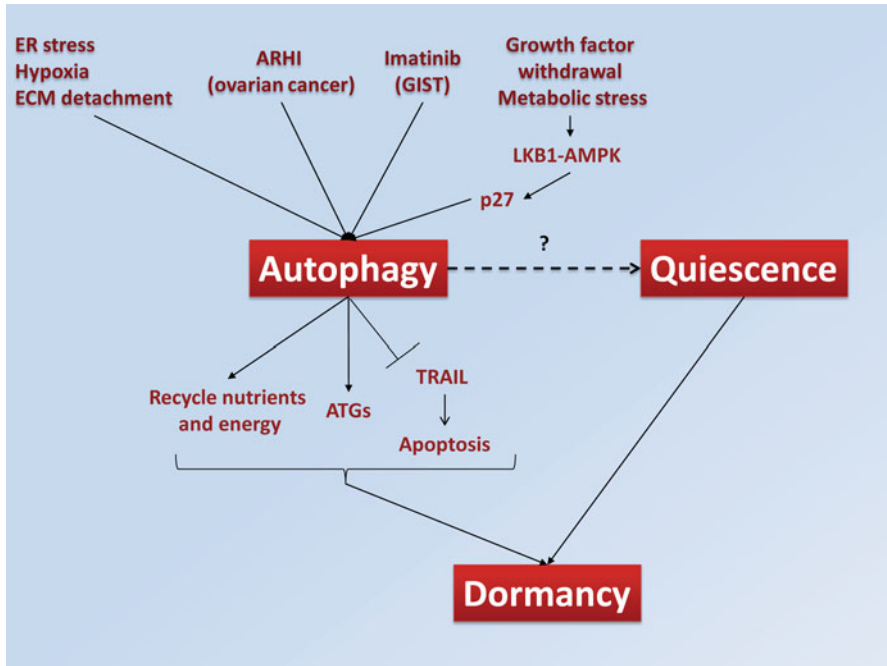 ER stress
Hypoxia
ECM detachment
ARHI
(ovarian cancer)
Imatinib
(GIST)
Growth factor
withdrawal
Metabolic stress
LKB1-AMPK
p27
?
Autophagy
Quiescence
Recycle nutrients
and energy
ATGs
TRAIL
Apoptosis
Dormancy